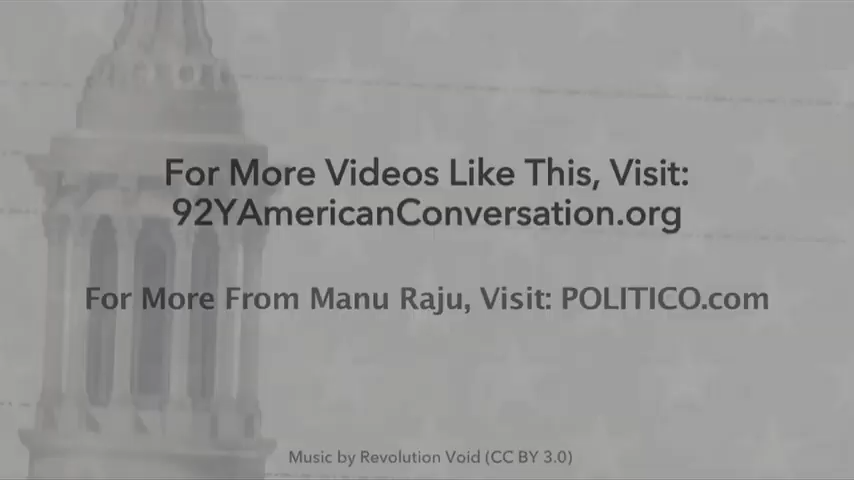 For More Videos Like This, Visit:
92YAmericanConversation.org
For More From Manu Raju, Visit: POLITICO.com
Music by Revolution Void (CC BY 3.0)